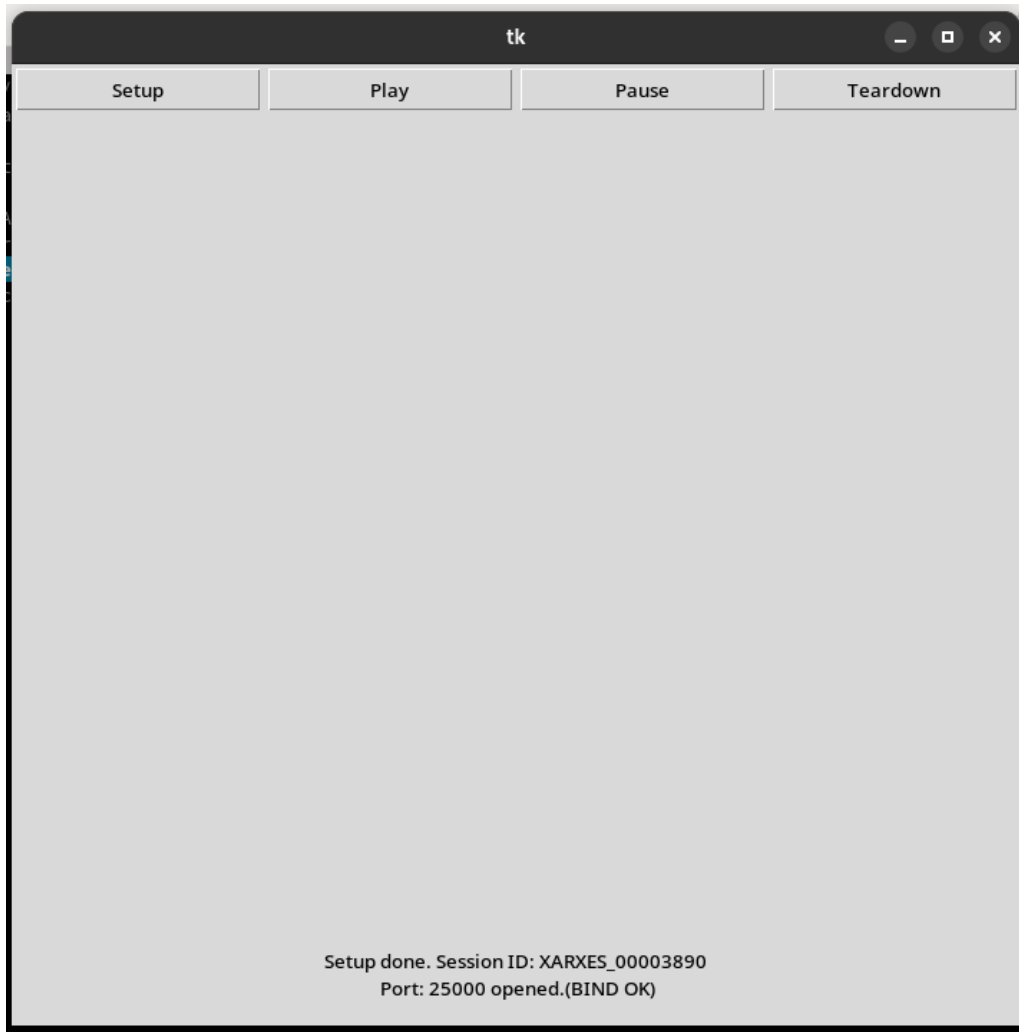 tk
Setup Play Pause Teardown
Setup done. Session ID: XARXES_00003890
Port: 25000 opened.(BIND OK)